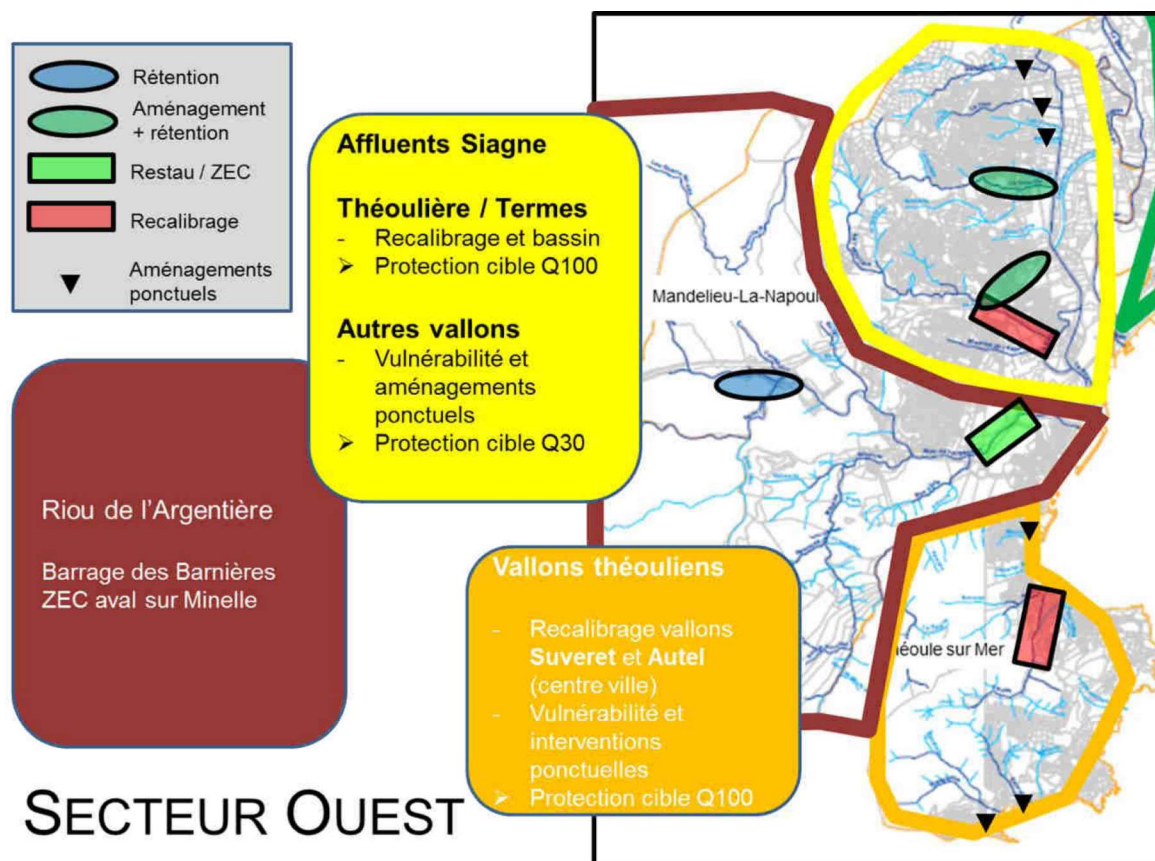 Rétention
Aménagement
+ rétention
Restau / ZEC
Recalibrage
Aménagements
ponctuels
Affluents Siagne
Théoulière / Termes
- Recalibrage et bassin
➢ Protection cible Q100
Autres vallons
- Vulnérabilité et
aménagements
ponctuels
➢ Protection cible Q30
Mandelieu-La-Napoul
Riou de l’Argentière
Barrage des Barnières
ZEC aval sur Minelle
Vallons théouliens
- Recalibrage vallons
Suveret et Autel
(centre ville)
- Vulnérabilité et
interventions
ponctuelles
➢ Protection cible Q100
éoule sur Mer
SECTEUR OUEST